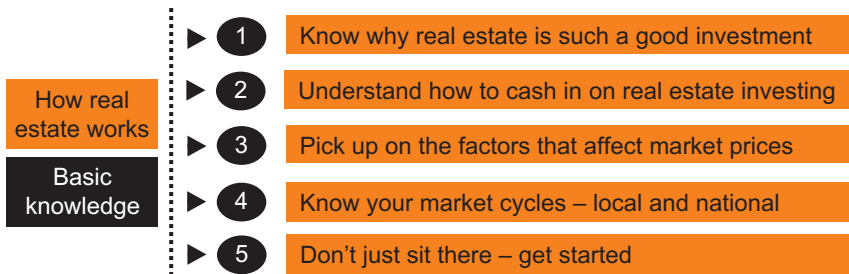 How real
estate works
Basic
knowledge
1 Know why real estate is such a good investment
2 Understand how to cash in on real estate investing
3 Pick up on the factors that affect market prices
4 Know your market cycles – local and national
5 Don't just sit there – get started